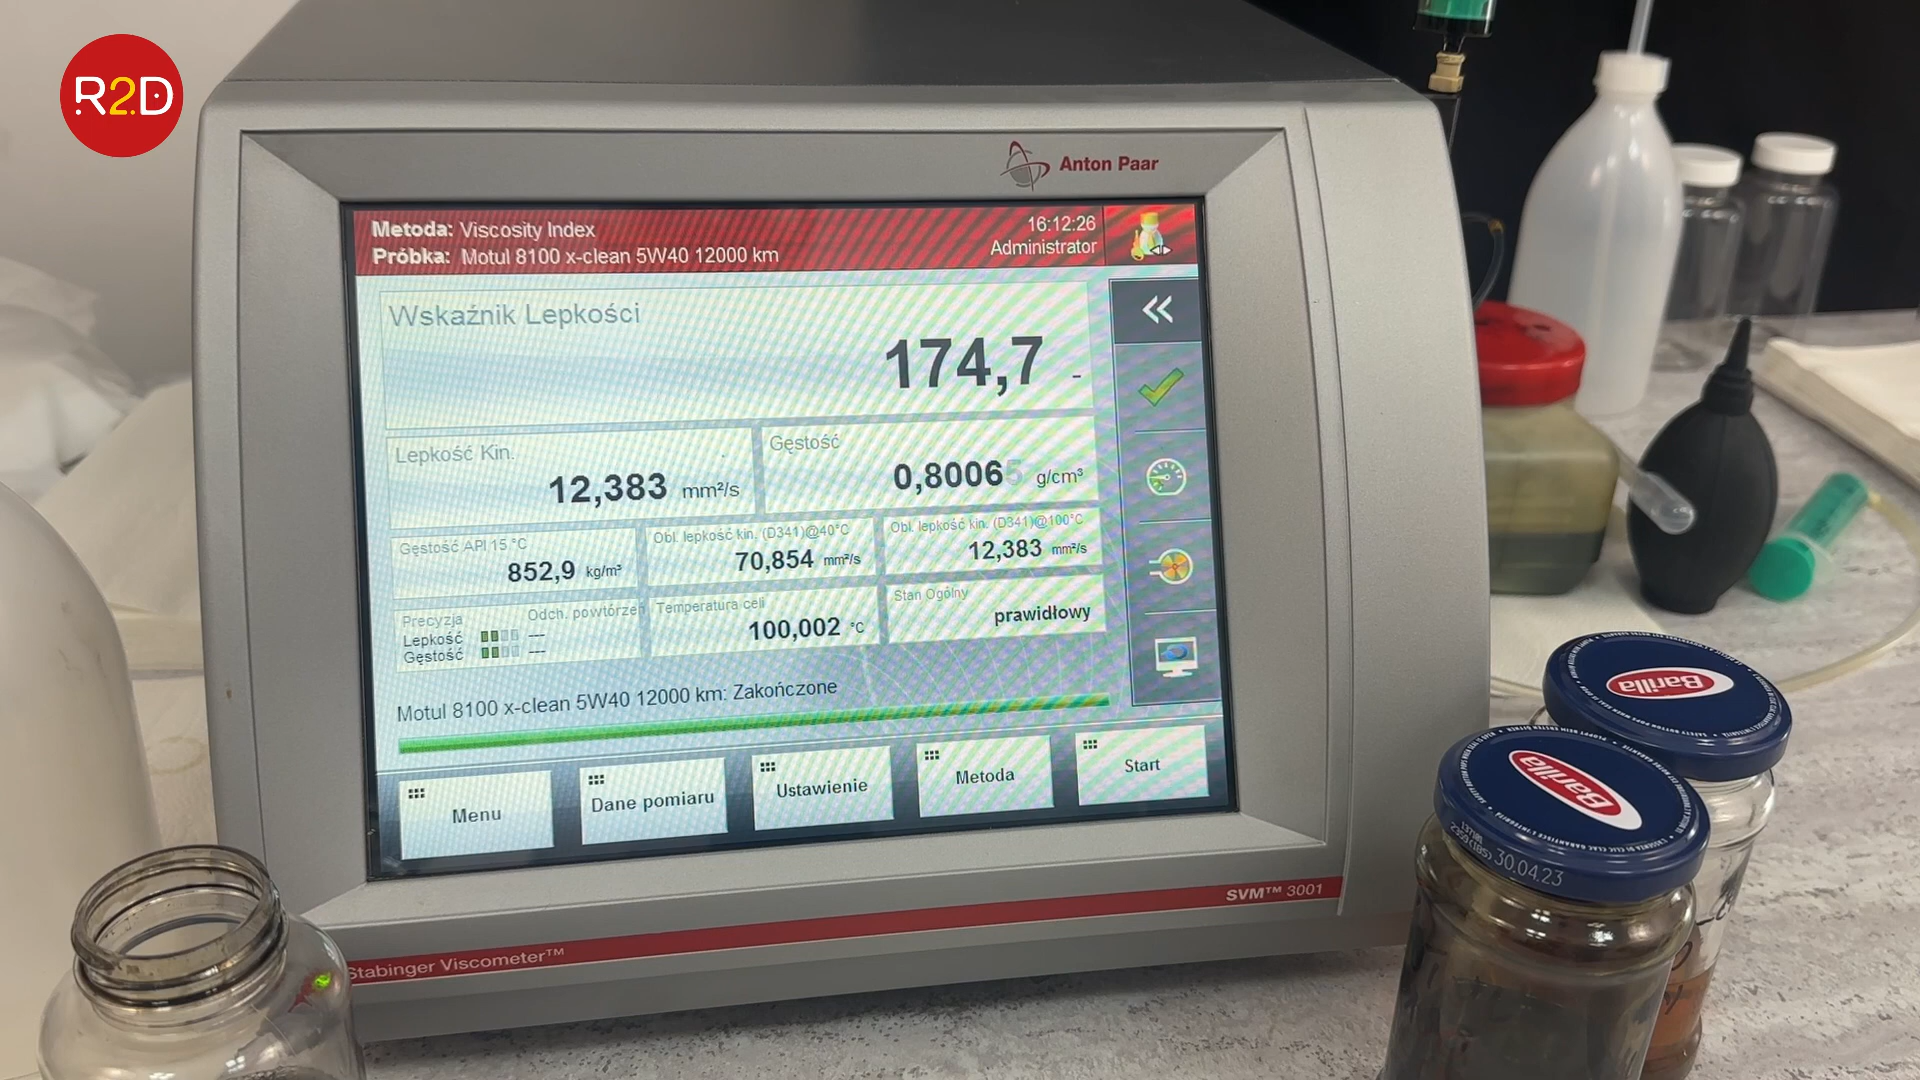 R2D
Anton Paar
Metoda: Viscosity Index
Próbka: Motul 8100 x-clean 5W40 12000 km
16:12:26
Administrator
Wskaźnik Lepkości
174,7 -
Lepkość Kin.
12,383 mm²/s
Gęstość
0,80065 g/cm³
Gęstość API 15 °C
852,9 kg/m³
Obl. lepkość kin. (D341)@40°C
70,854 mm²/s
Obl. lepkość kin. (D341)@100°C
12,383 mm²/s
Precyzja
Odch. powtórzeń
Lepkość ---
Gęstość ---
Temperatura celi
100,002 °C
Stan Ogólny
prawidłowy
Motul 8100 x-clean 5W40 12000 km: Zakończone
Menu
Dane pomiaru
Ustawienie
Metoda
Start
Stabinger Viscometer™
SVM™ 3001
Barilla
Barilla
30.04.23